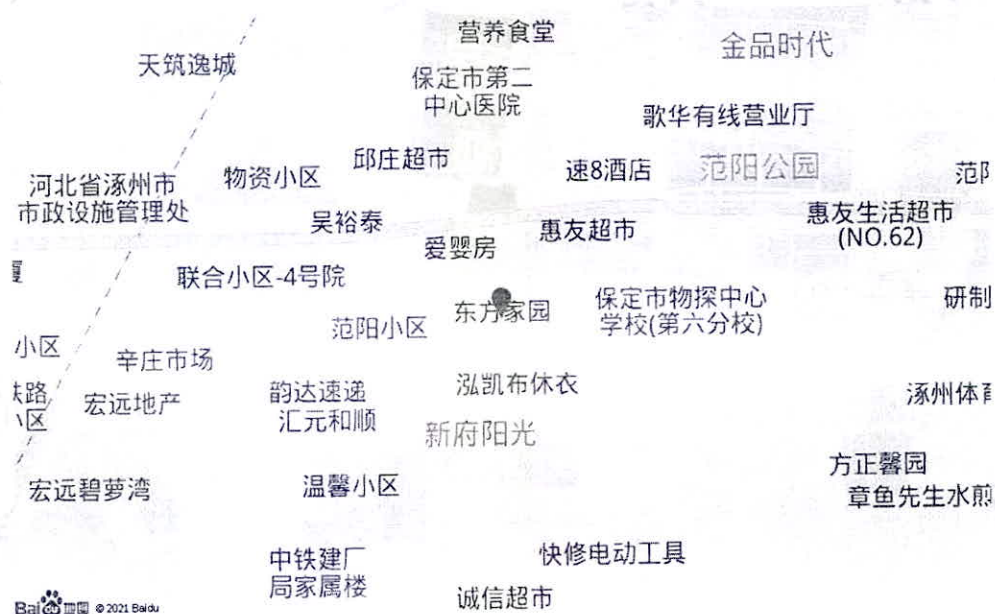 营养食堂
金品时代
天筑逸城
保定市第二
中心医院
歌华有线营业厅
邱庄超市
速8酒店
范阳公园
物资小区
河北省涿州市
市政设施管理处
范阝
惠友生活超市
(NO.62)
吴裕泰
惠友超市
爱婴房
厦
联合小区-4号院
保定市物探中心
学校(第六分校)
研制
东方家园
范阳小区
小区
辛庄市场
泓凯布休衣
韵达速递
汇元和顺
宏远地产
涿州体育
新府阳光
方正馨园
章鱼先生水煎
宏远碧萝湾
温馨小区
中铁建厂
局家属楼
快修电动工具
诚信超市
Bai du 地图 © 2021 Baidu